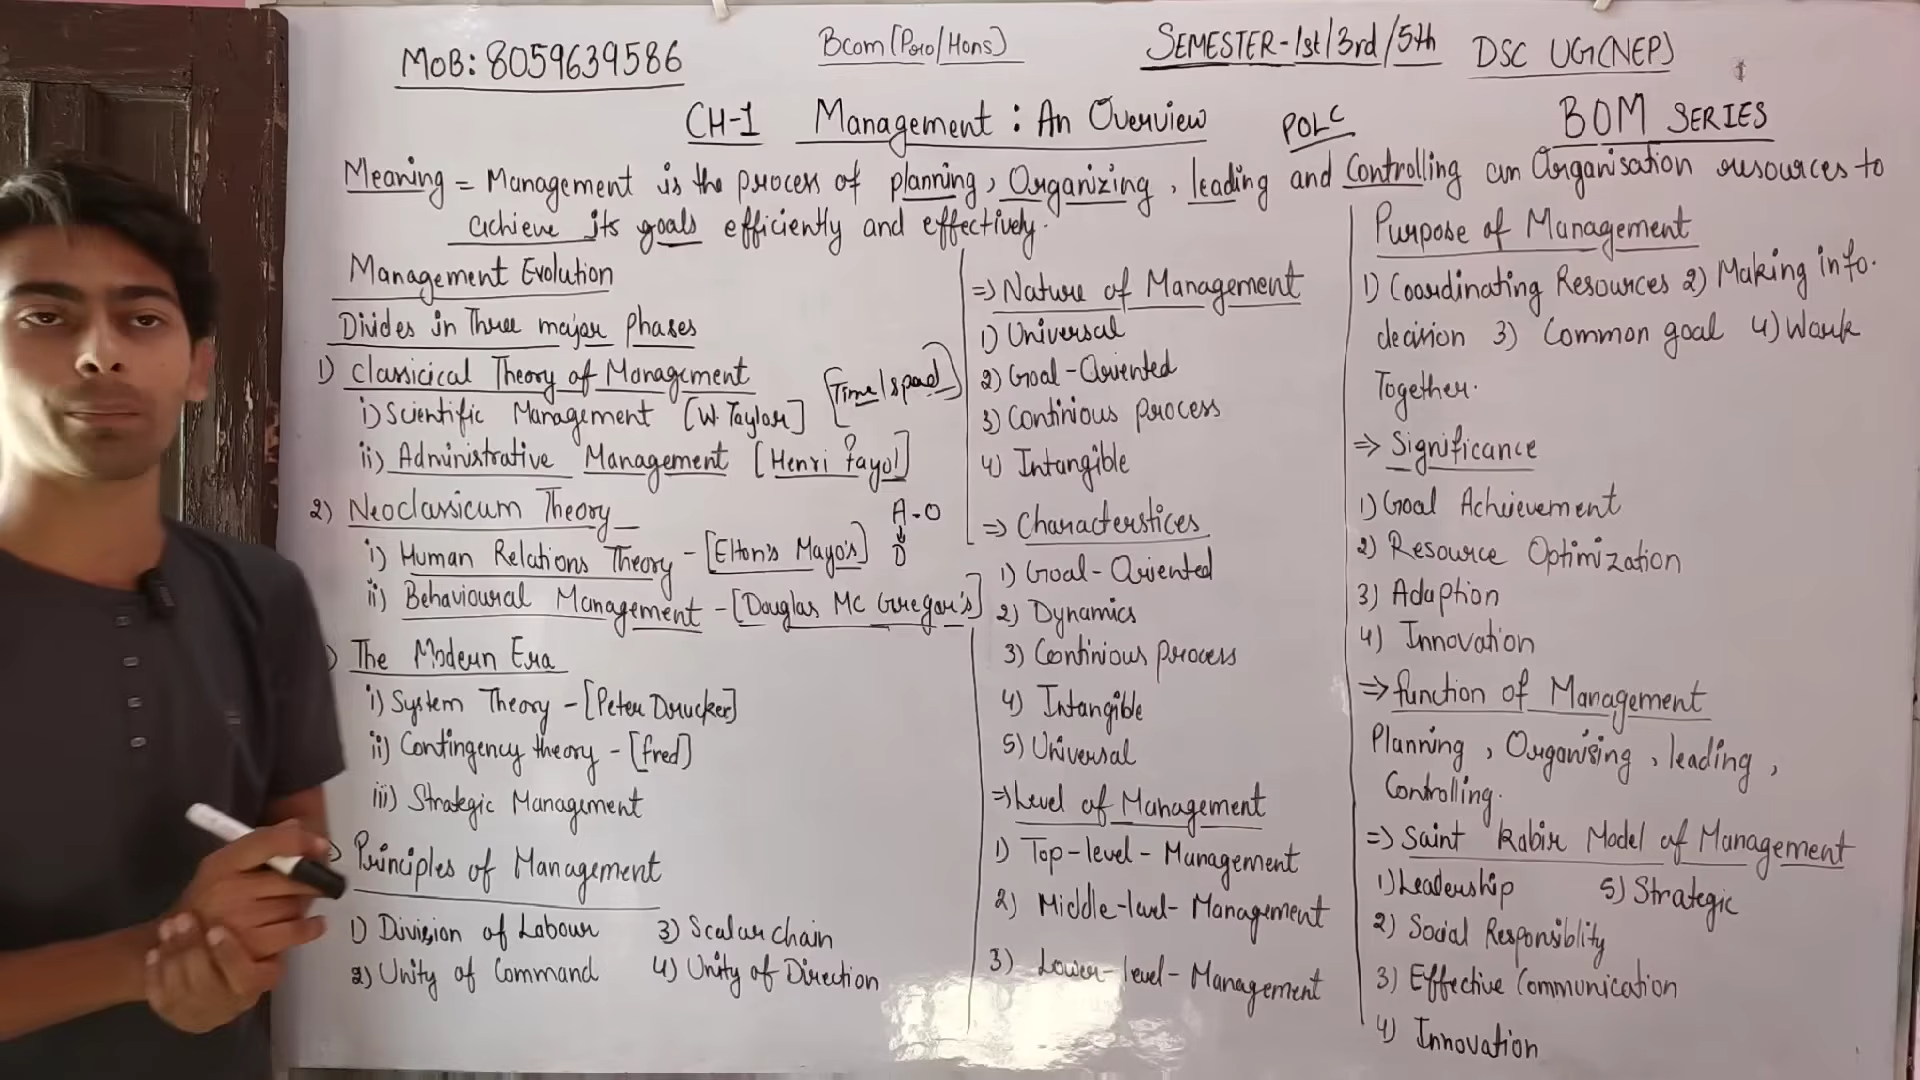 MOB: 8059639586
Bcom (Pro/Hons)
SEMESTER-1st/3rd/5th
DSC UG(NEP)
CH-1 Management: An Overview
POLC
BOM SERIES
Meaning = Management is the process of planning, Organizing, leading and Controlling an Organisation resources to
achieve its goals efficiently and effectively.
Management Evolution
Divides in Three major Phases
1) Classicical Theory of Management
i) Scientific Management [W. Taylor]
[Time/
ii) Administrative Management [Henri Fayol]
2) Neoclassicum Theory
A-O
D
i) Human Relations Theory - [Elton's Mayo's]
ii) Behavioural Management - [Douglas MC Gregor's]
) The Modern Era
i) System Theory - [Peter Drucker]
ii) Contingency theory - [fred]
iii) Strategic Management
Principles of Management
1) Division of Labour 3) Scalar chain
2) Unity of Command 4) Unity of Direction
=> Nature of Management
1) Universal
2) Goal-Oriented
3) Continious process
4) Intangible
=> Characterstices
1) Goal-Oriented
2) Dynamics
3) Continious process
4) Intangible
5) Universal
=> Level of Management
1) Top-level-Management
2) Middle-level-Management
3) Lower-level-Management
Purpose of Management
1) Coordinating Resources 2) Making info.
decision 3) Common goal 4) Work
Together.
=> Significance
1) Goal Achievement
2) Resource Optimization
3) Adaption
4) Innovation
=> function of Management
Planning, Organising, leading,
Controlling.
=> Saint Kabir Model of Management
1) Leadership 5) Strategic
2) Social Responsiblity
3) Effective Communication
4) Innovation